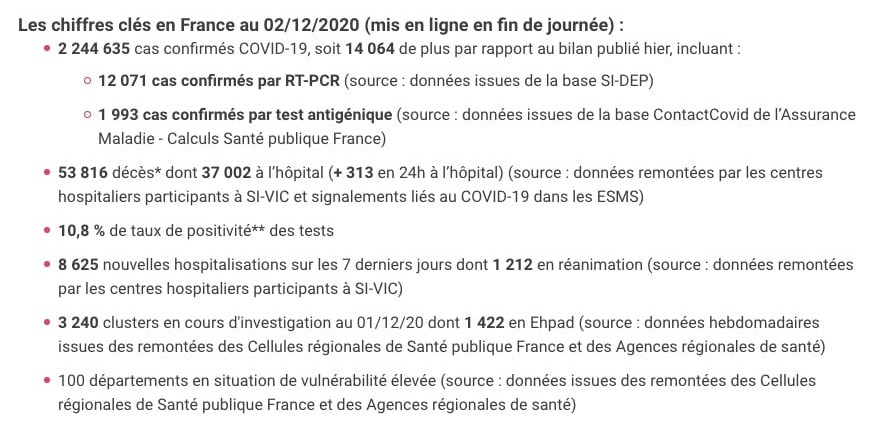 Les chiffres clés en France au 02/12/2020 (mis en ligne en fin de journée) :
2 244 635 cas confirmés COVID-19, soit 14 064 de plus par rapport au bilan publié hier, incluant :
12 071 cas confirmés par RT-PCR (source : données issues de la base SI-DEP)
1 993 cas confirmés par test antigénique (source : données issues de la base ContactCovid de l’Assurance
Maladie - Calculs Santé publique France)
53 816 décès* dont 37 002 à l’hôpital (+ 313 en 24h à l’hôpital) (source : données remontées par les centres
hospitaliers participants à SI-VIC et signalements liés au COVID-19 dans les ESMS)
10,8 % de taux de positivité** des tests
8 625 nouvelles hospitalisations sur les 7 derniers jours dont 1 212 en réanimation (source : données remontées
par les centres hospitaliers participants à SI-VIC)
3 240 clusters en cours d'investigation au 01/12/20 dont 1 422 en Ehpad (source : données hebdomadaires
issues des remontées des Cellules régionales de Santé publique France et des Agences régionales de santé)
100 départements en situation de vulnérabilité élevée (source : données issues des remontées des Cellules
régionales de Santé publique France et des Agences régionales de santé)